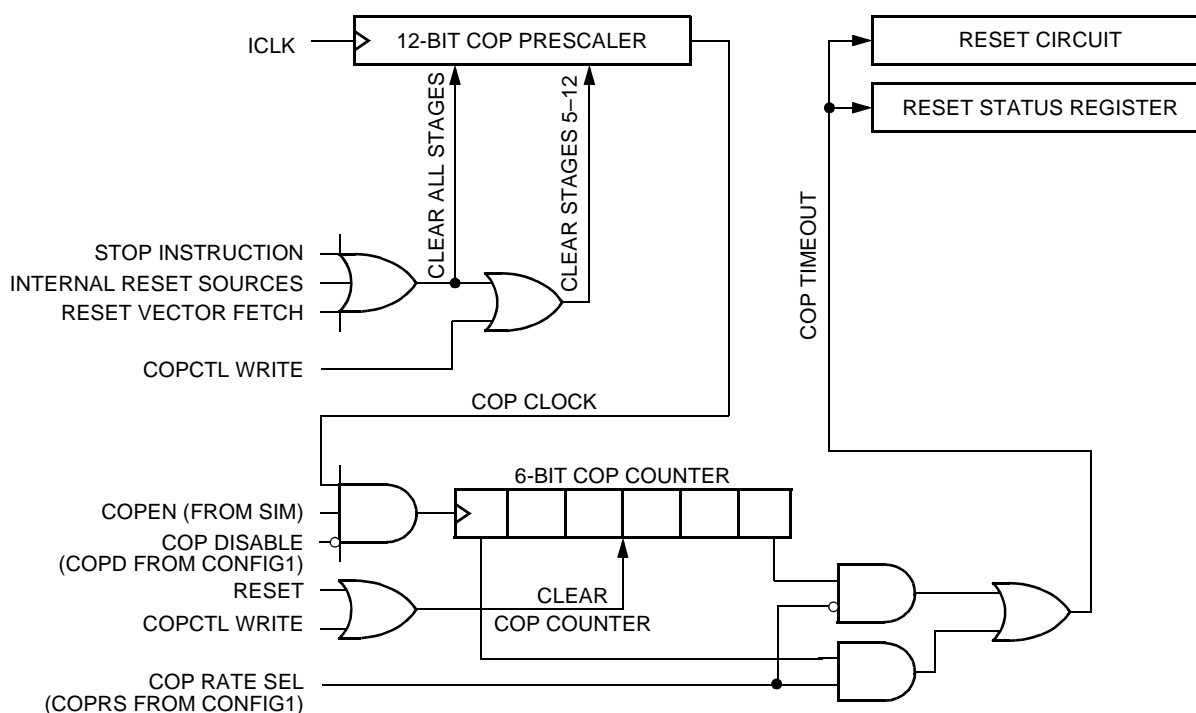 ICLK
12-BIT COP PRESCALER
RESET CIRCUIT
RESET STATUS REGISTER
CLEAR ALL STAGES
CLEAR STAGES 5–12
COP TIMEOUT
STOP INSTRUCTION
INTERNAL RESET SOURCES
RESET VECTOR FETCH
COPCTL WRITE
COP CLOCK
6-BIT COP COUNTER
COPEN (FROM SIM)
COP DISABLE
(COPD FROM CONFIG1)
RESET
COPCTL WRITE
CLEAR
COP COUNTER
COP RATE SEL
(COPRS FROM CONFIG1)